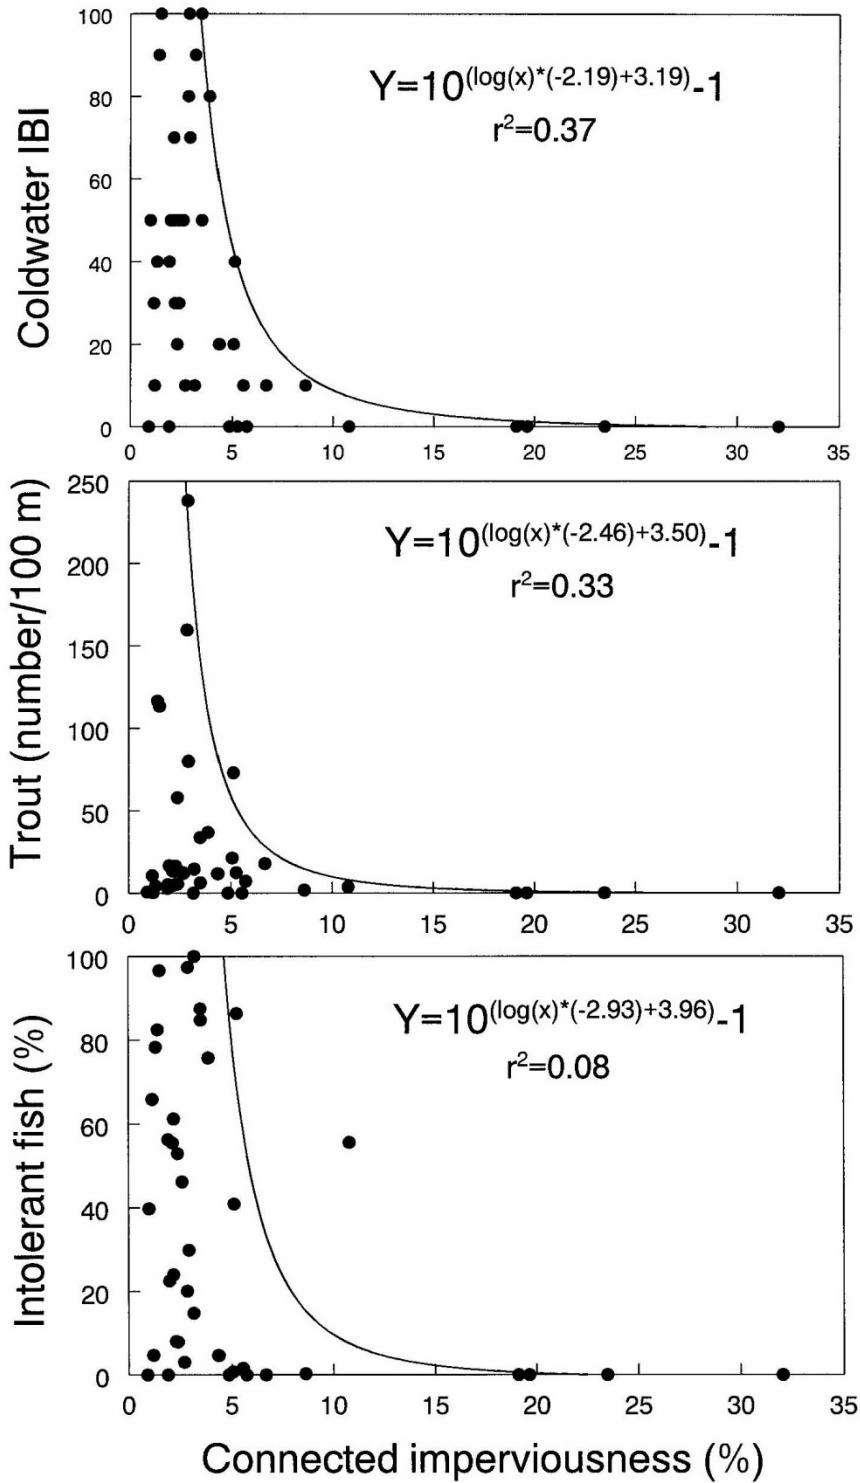 Coldwater IBI
100
80
60
40
20
0
Y=10^(log(x)*(-2.19)+3.19)-1
r²=0.37
0 5 10 15 20 25 30 35
Trout (number/100 m)
250
200
150
100
50
0
Y=10^(log(x)*(-2.46)+3.50)-1
r²=0.33
0 5 10 15 20 25 30 35
Intolerant fish (%)
100
80
60
40
20
0
Y=10^(log(x)*(-2.93)+3.96)-1
r²=0.08
0 5 10 15 20 25 30 35
Connected imperviousness (%)